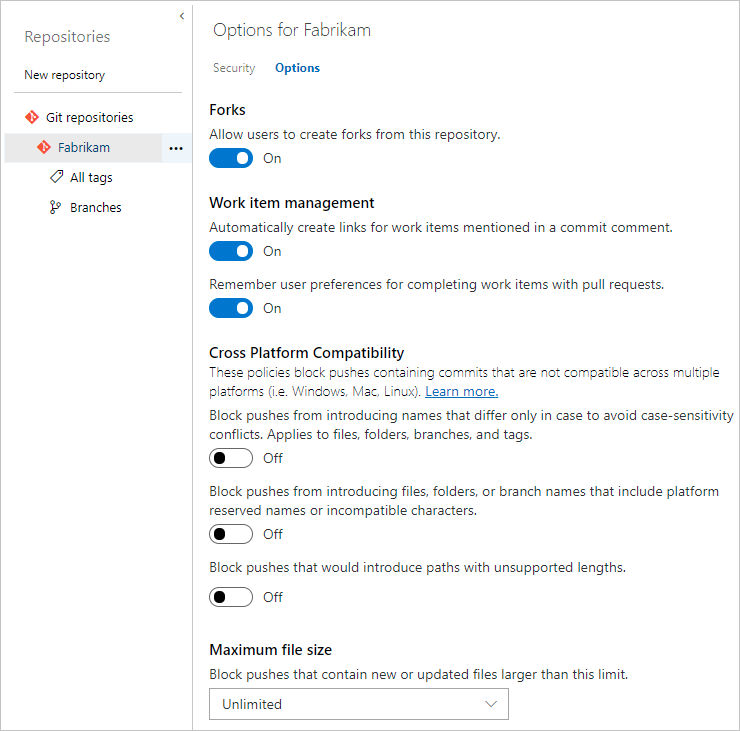 Repositories
New repository
Git repositories
Fabrikam
All tags
Branches
Options for Fabrikam
Security Options
Forks
Allow users to create forks from this repository.
On
Work item management
Automatically create links for work items mentioned in a commit comment.
On
Remember user preferences for completing work items with pull requests.
On
Cross Platform Compatibility
These policies block pushes containing commits that are not compatible across multiple
platforms (i.e. Windows, Mac, Linux). Learn more.
Block pushes from introducing names that differ only in case to avoid case-sensitivity
conflicts. Applies to files, folders, branches, and tags.
Off
Block pushes from introducing files, folders, or branch names that include platform
reserved names or incompatible characters.
Off
Block pushes that would introduce paths with unsupported lengths.
Off
Maximum file size
Block pushes that contain new or updated files larger than this limit.
Unlimited